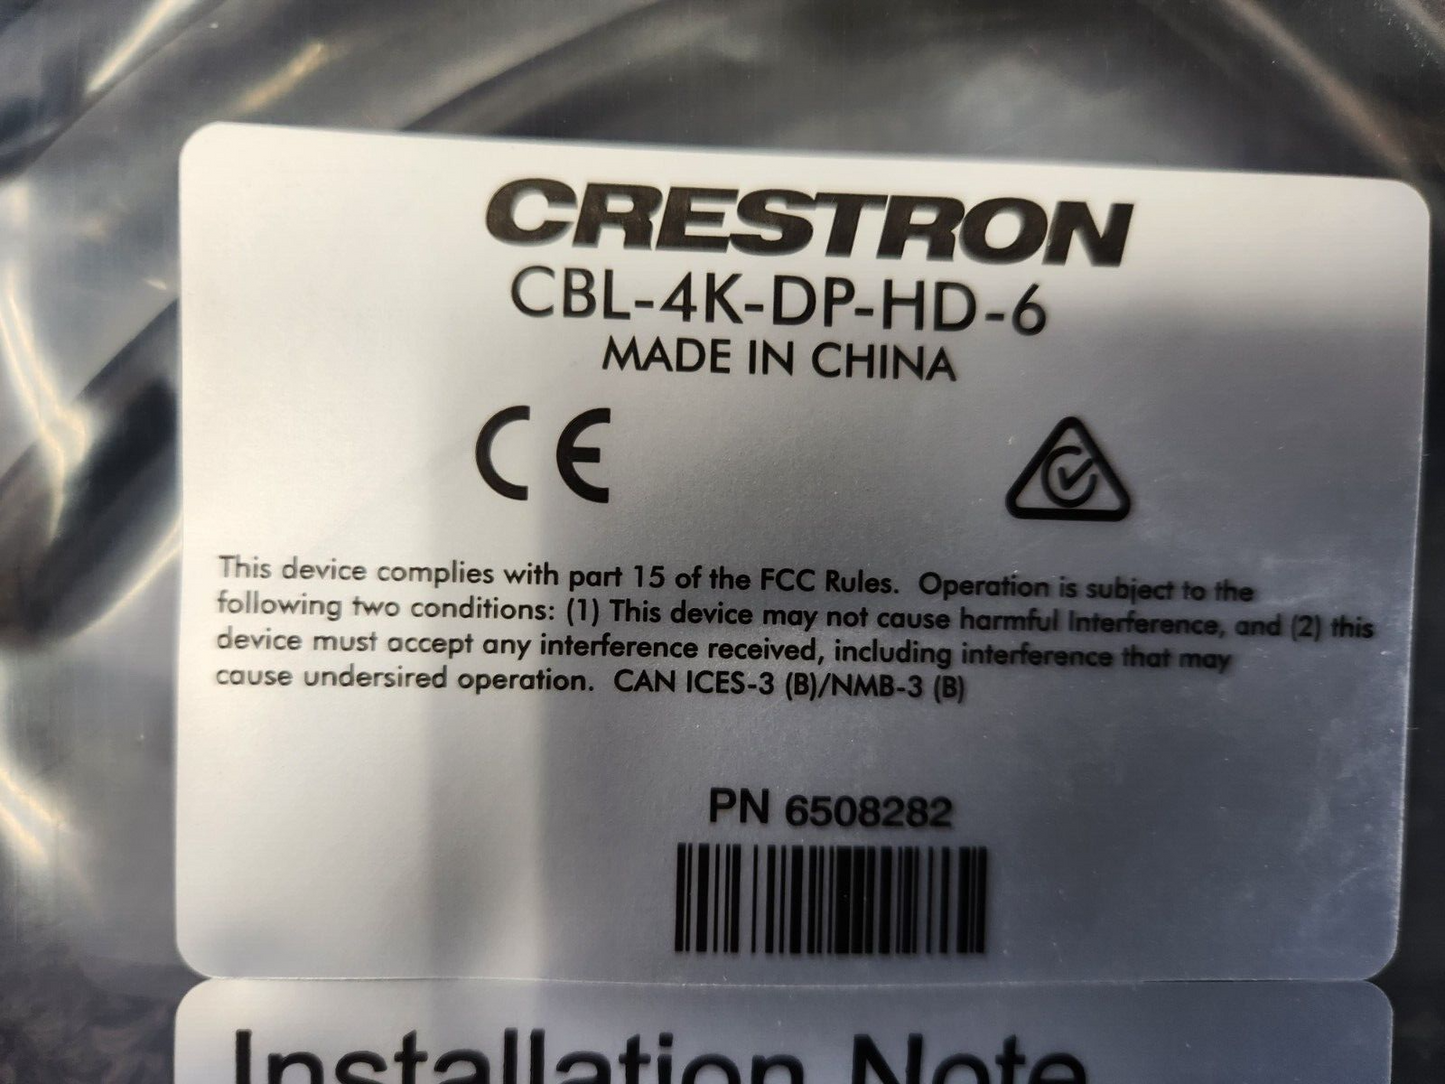 CRESTRON
CBL-4K-DP-HD-6
MADE IN CHINA
CE
This device complies with part 15 of the FCC Rules. Operation is subject to the
following two conditions: (1) This device may not cause harmful Interference, and (2) this
device must accept any interference received, including interference that may
cause undersired operation. CAN ICES-3 (B)/NMB-3 (B)
PN 6508282
Installation Note